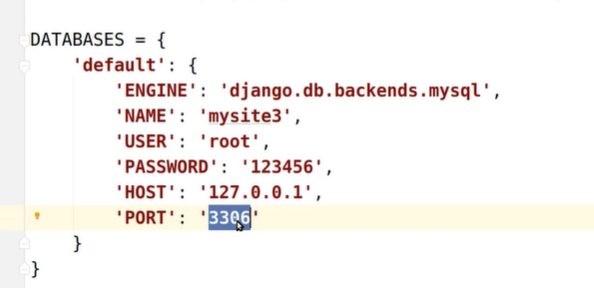 DATABASES = {
    'default': {
        'ENGINE': 'django.db.backends.mysql',
        'NAME': 'mysite3',
        'USER': 'root',
        'PASSWORD': '123456',
        'HOST': '127.0.0.1',
        'PORT': '3306'
    }
}